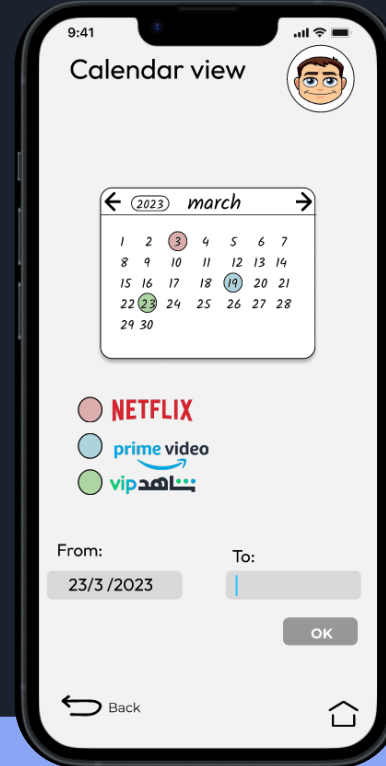 9:41
Calendar view
2023 march
1 2 3 4 5 6 7
8 9 10 11 12 13 14
15 16 17 18 19 20 21
22 23 24 25 26 27 28
29 30
NETFLIX
prime video
vip شاهد
From:
To:
23/3/2023
OK
Back